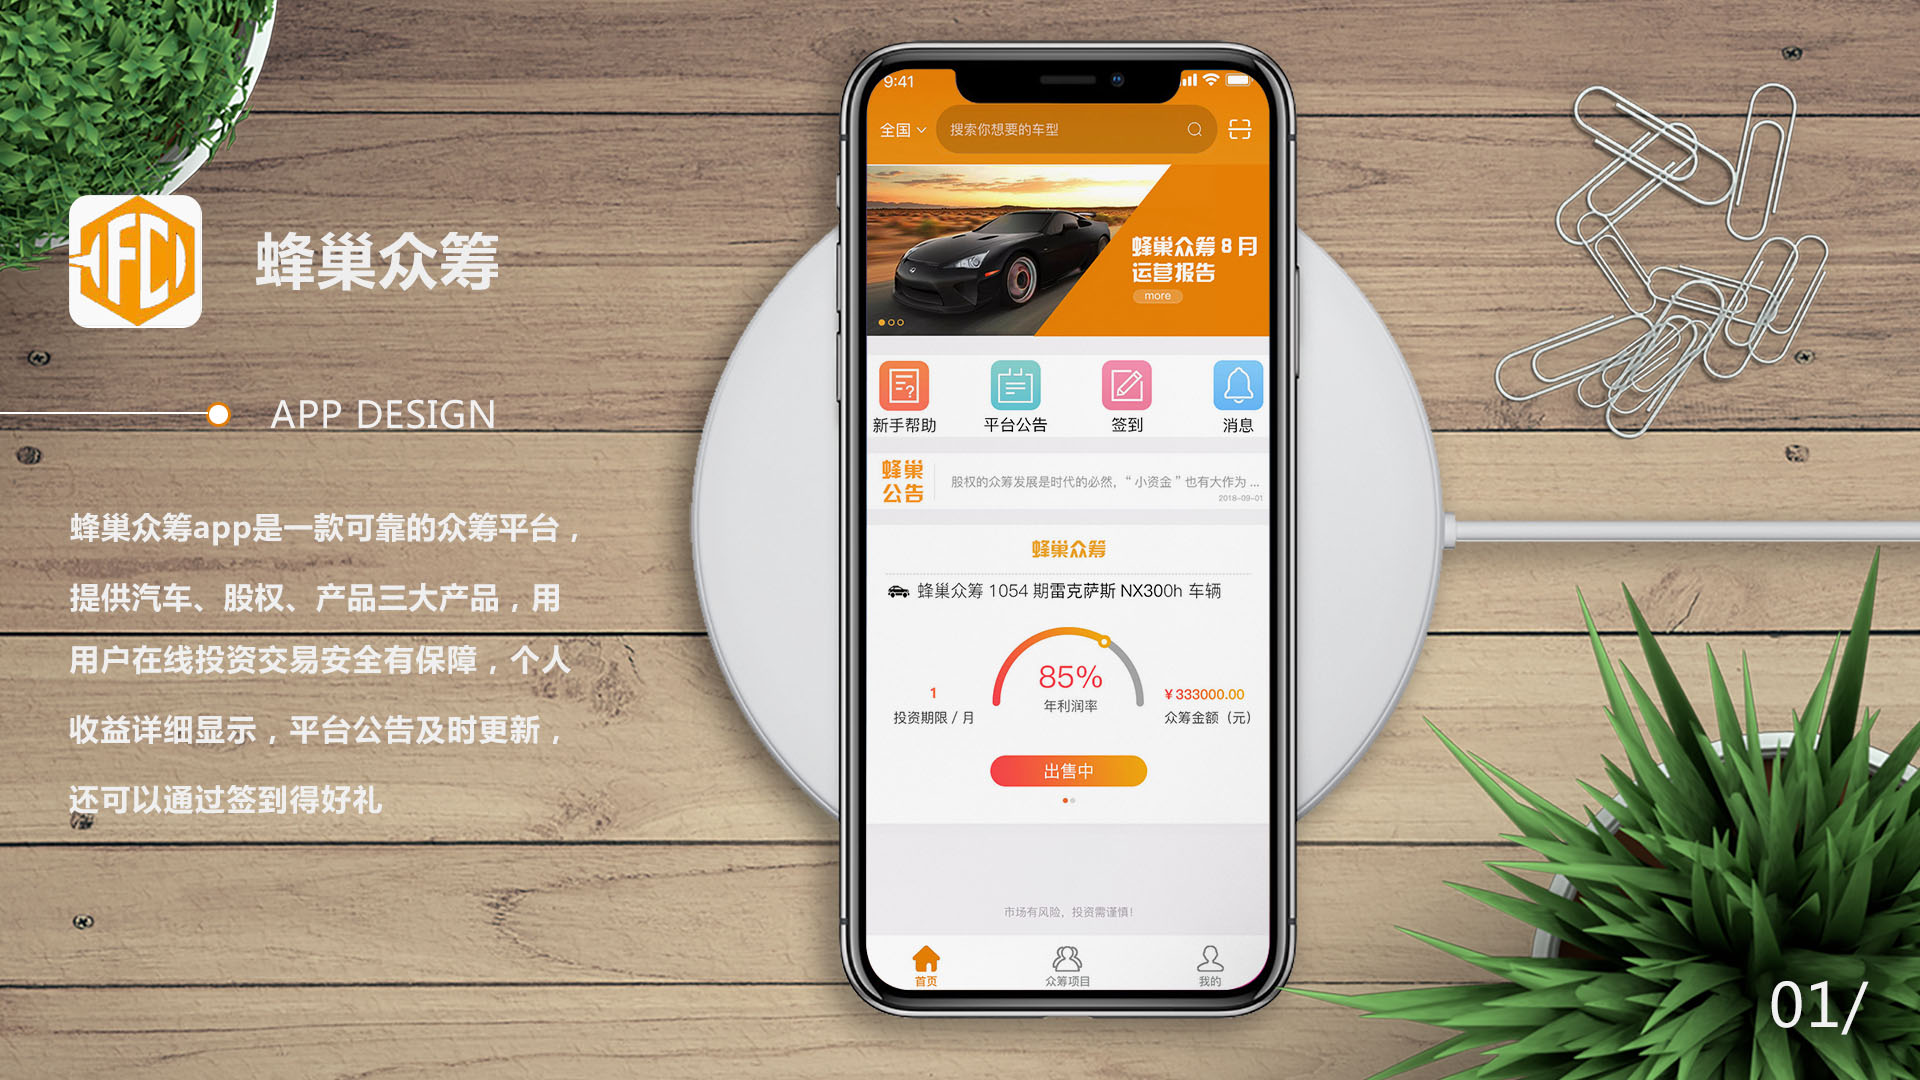 HFCI
蜂巢众筹
APP DESIGN
蜂巢众筹app是一款可靠的众筹平台，
提供汽车、股权、产品三大产品，用
用户在线投资交易安全有保障，个人
收益详细显示，平台公告及时更新，
还可以通过签到得好礼
9:41
全国
搜索你想要的车型
蜂巢众筹8月
运营报告
more
新手帮助
平台公告
签到
消息
蜂巢
公告
股权的众筹发展是时代的必然，“小资金”也有大作为 ...
2018-09-01
蜂巢众筹
蜂巢众筹 1054 期雷克萨斯 NX300h 车辆
85%
年利润率
1
投资期限 / 月
¥333000.00
众筹金额（元）
出售中
市场有风险，投资需谨慎！
首页
众筹项目
我的
01/